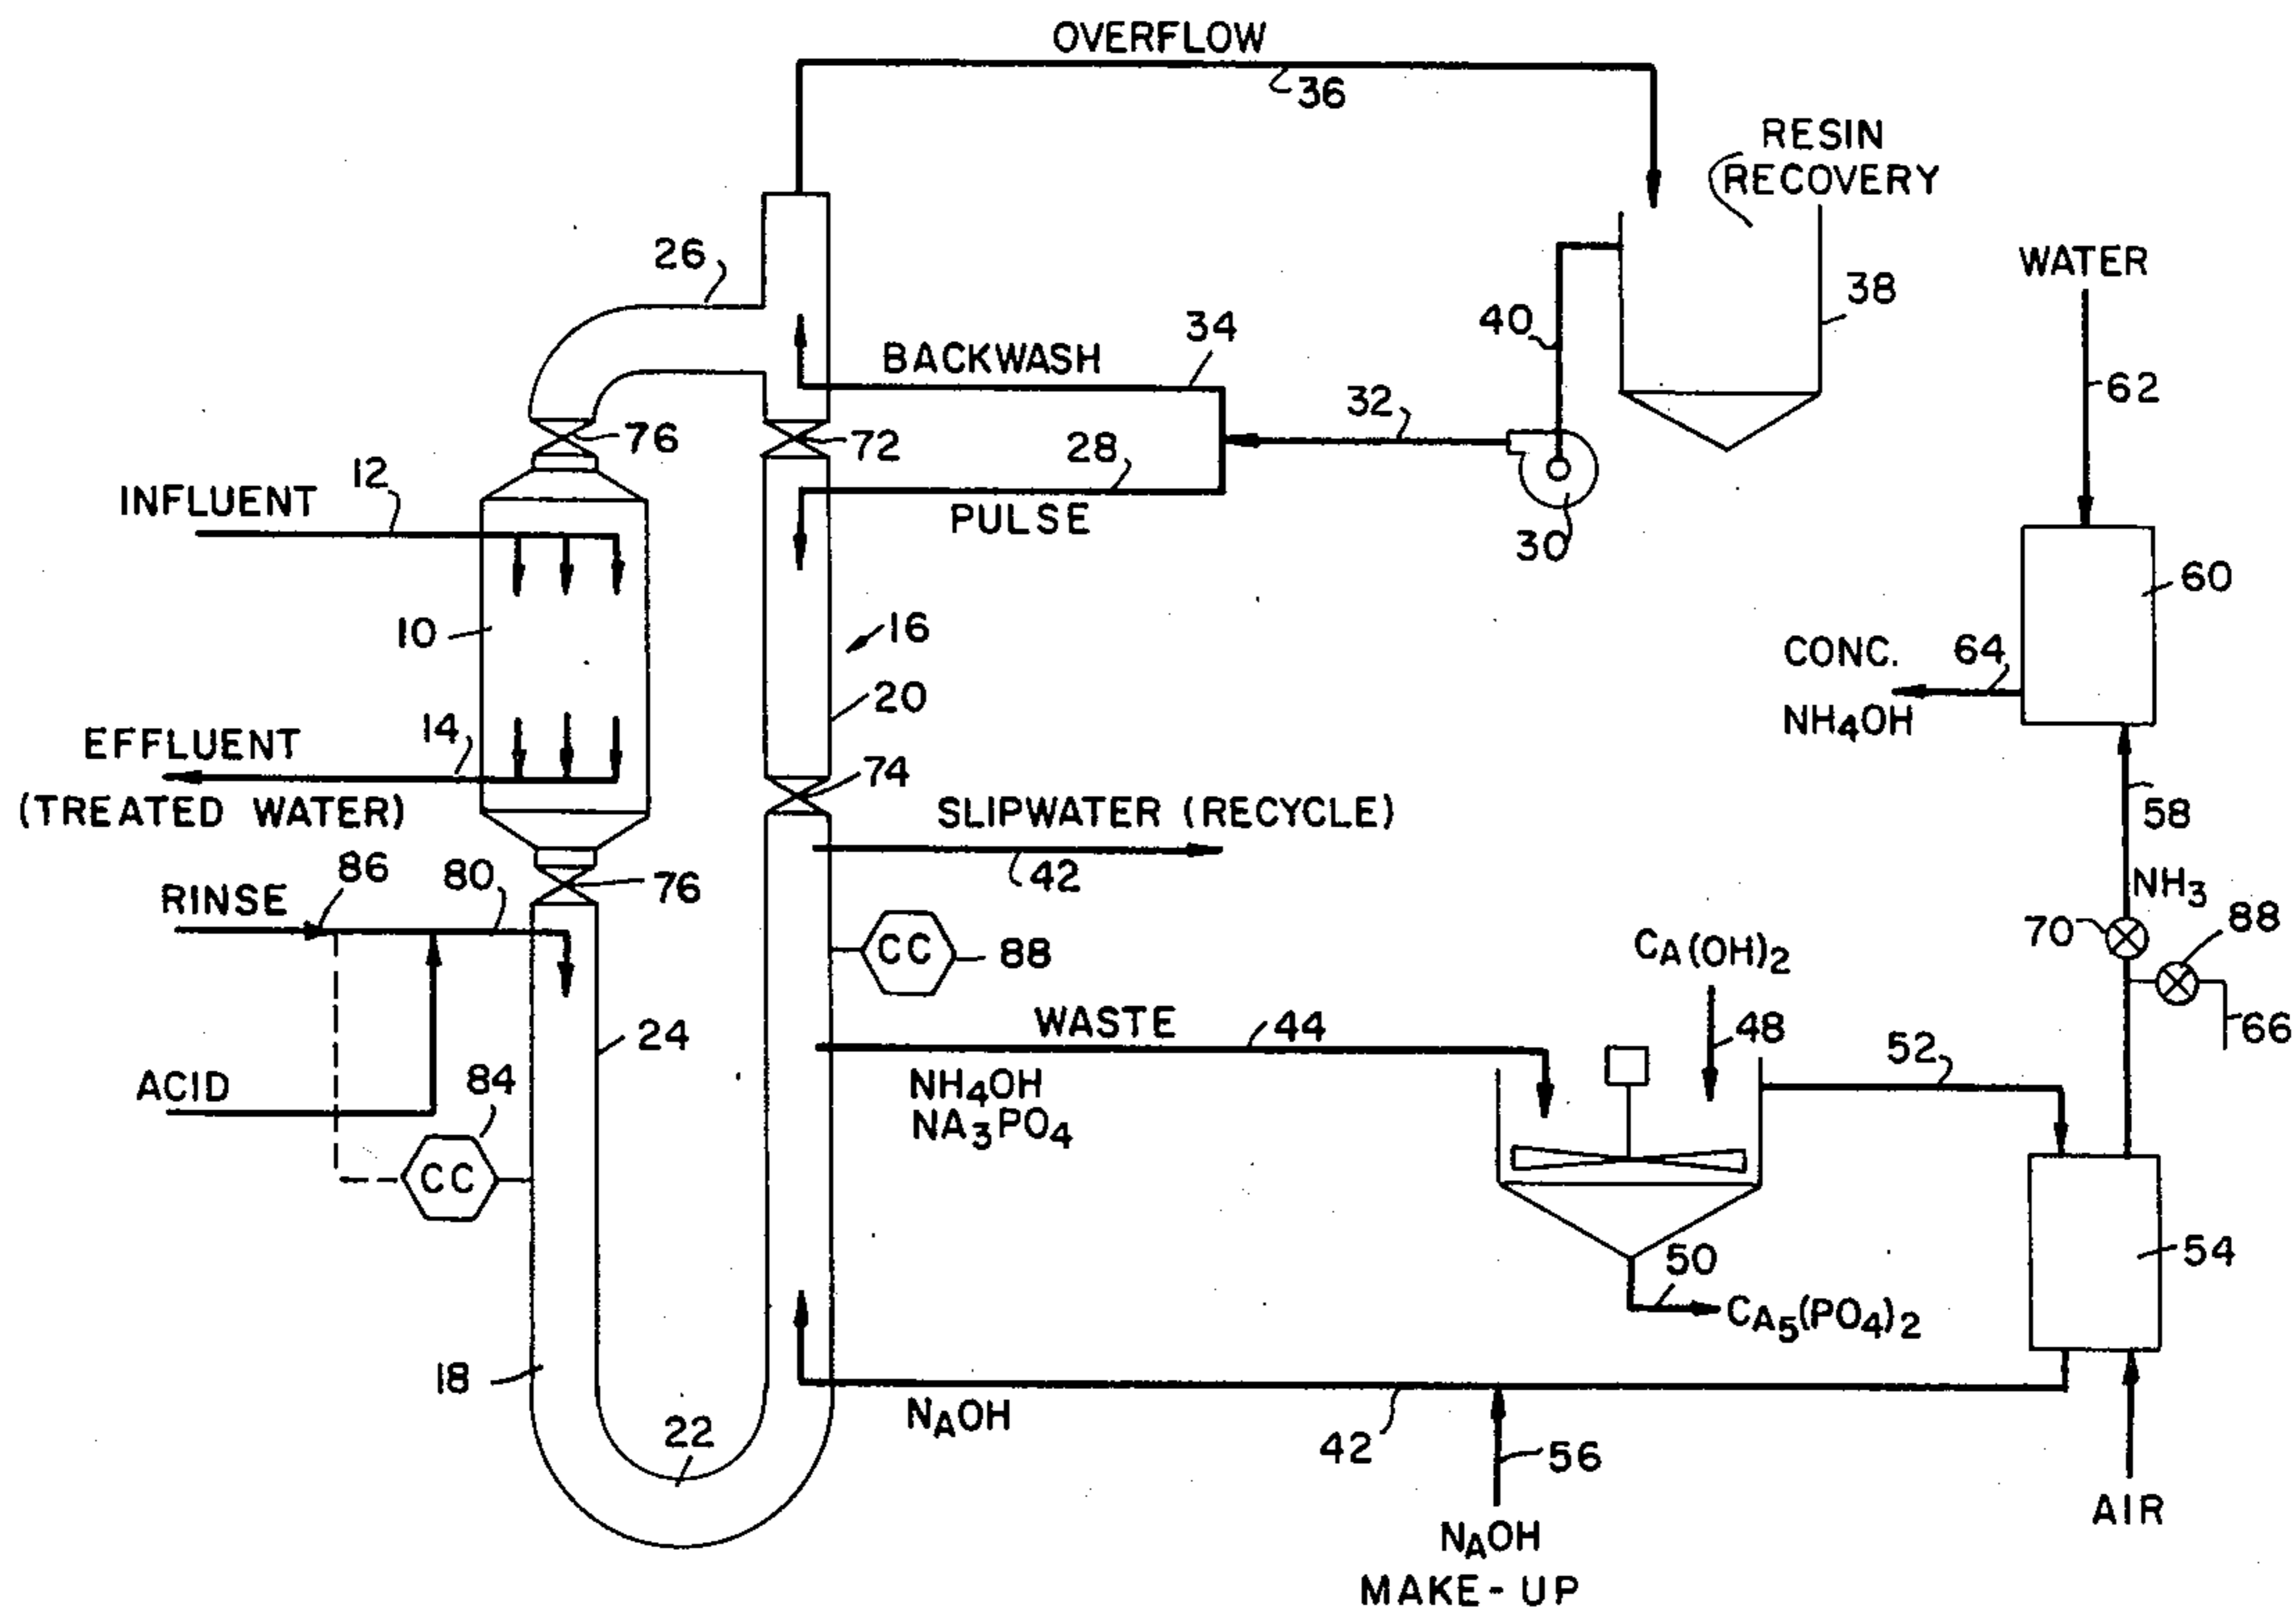 OVERFLOW
36
RESIN
RECOVERY
26
WATER
38
34
40
BACKWASH
62
32
76
72
28
12
INFLUENT
PULSE
30
60
16
10
CONC.
64
20
NH4OH
14
EFFLUENT
74
(TREATED WATER)
SLIPWATER (RECYCLE)
58
86
80
42
76
RINSE
NH3
88
70
CA(OH)2
CC
88
WASTE
44
48
66
24
52
ACID
84
NH4OH
NA3PO4
CC
54
50
CA5(PO4)2
18
NAOH
22
42
56
AIR
NAOH
MAKE-UP